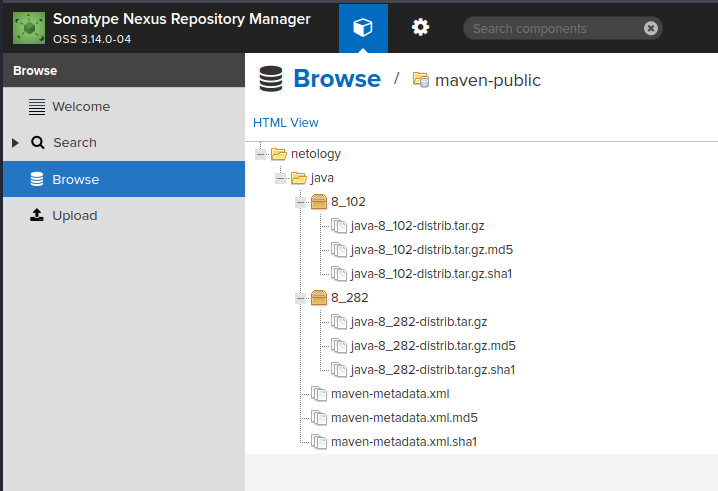 Sonatype Nexus Repository Manager
OSS 3.14.0-04
Search components
Browse
Welcome
Search
Browse
Upload
Browse / maven-public
HTML View
netology
java
8_102
java-8_102-distrib.tar.gz
java-8_102-distrib.tar.gz.md5
java-8_102-distrib.tar.gz.sha1
8_282
java-8_282-distrib.tar.gz
java-8_282-distrib.tar.gz.md5
java-8_282-distrib.tar.gz.sha1
maven-metadata.xml
maven-metadata.xml.md5
maven-metadata.xml.sha1